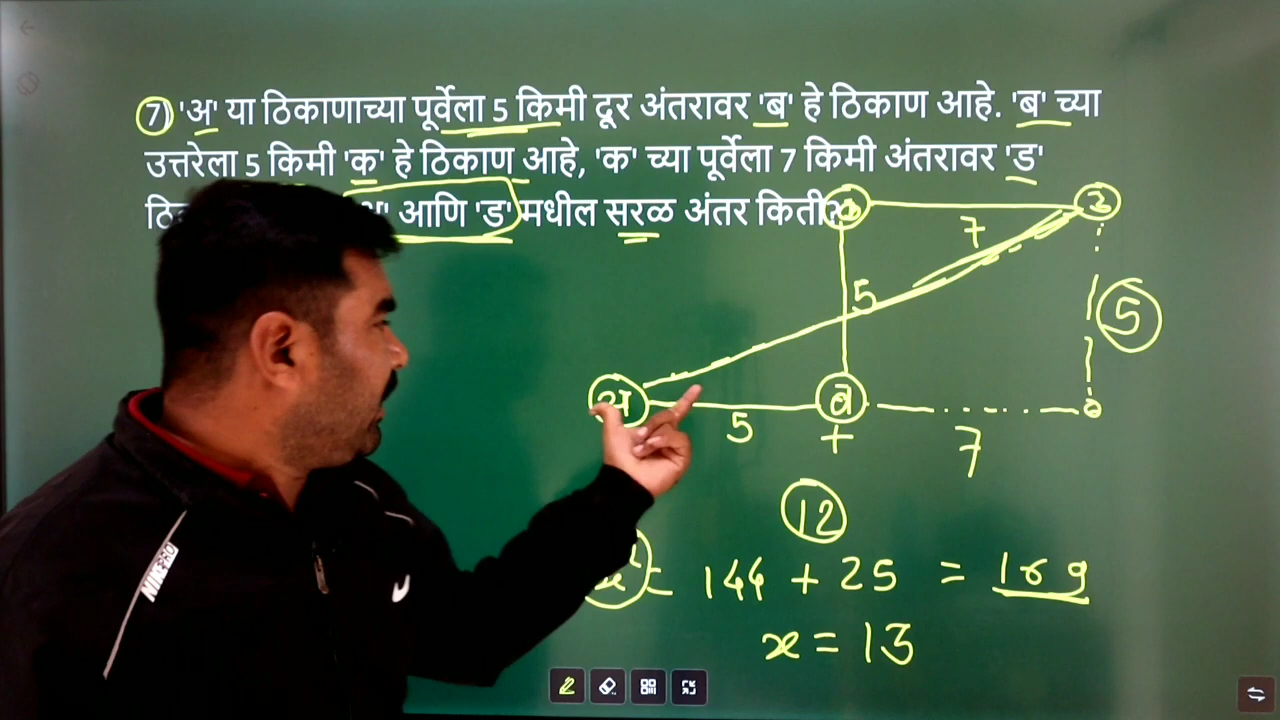 7) 'अ' या ठिकाणाच्या पूर्वेला 5 किमी दूर अंतरावर 'ब' हे ठिकाण आहे. 'ब' च्या
उत्तरेला 5 किमी 'क' हे ठिकाण आहे, 'क' च्या पूर्वेला 7 किमी अंतरावर 'ड'
आणि 'ड' मधील सरळ अंतर किती?
7
5
5
अ
ब
5
+
7
12
= 144 + 25 = 169
x = 13